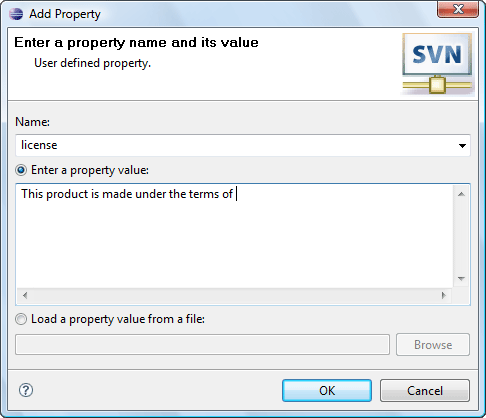 Add Property
Enter a property name and its value
User defined property.
SVN
Name:
license
Enter a property value:
This product is made under the terms of
Load a property value from a file:
Browse
?
OK
Cancel